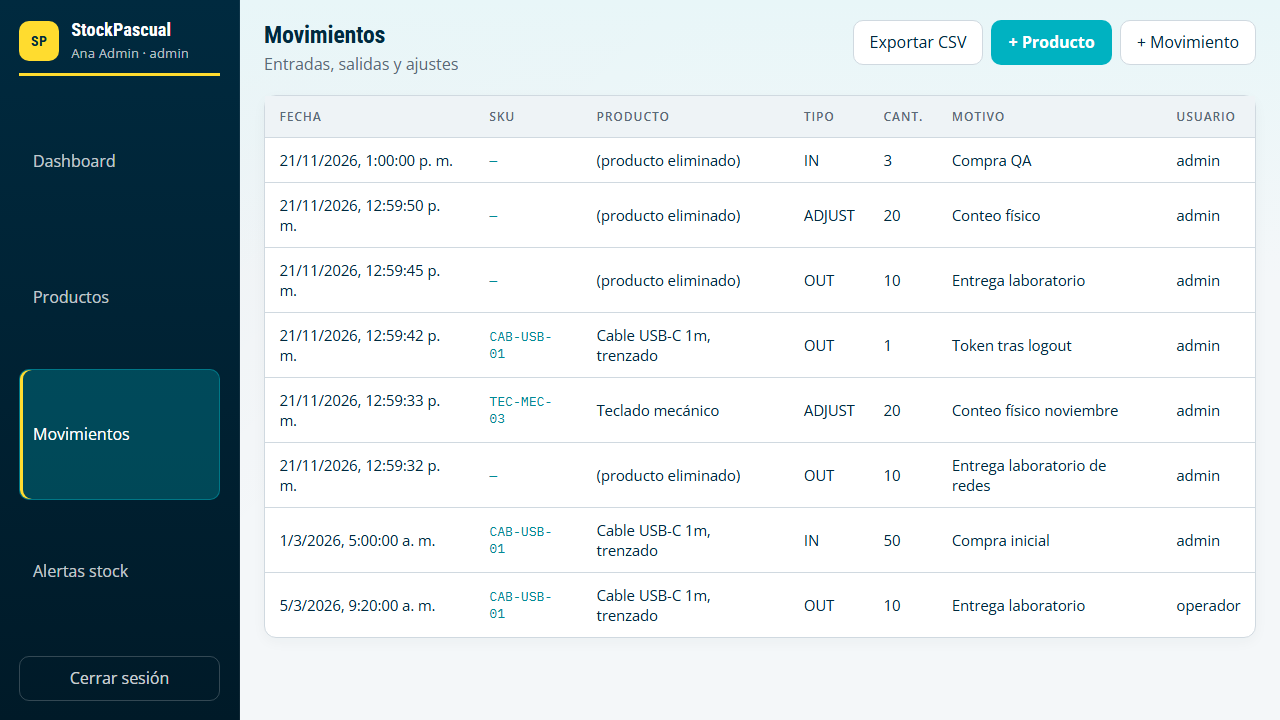 SP
StockPascual
Ana Admin · admin
Dashboard
Productos
Movimientos
Alertas stock
Cerrar sesión
Movimientos
Entradas, salidas y ajustes
Exportar CSV
+ Producto
+ Movimiento
FECHA SKU PRODUCTO TIPO CANT. MOTIVO USUARIO
21/11/2026, 1:00:00 p. m. — (producto eliminado) IN 3 Compra QA admin
21/11/2026, 12:59:50 p.
m. — (producto eliminado) ADJUST 20 Conteo físico admin
21/11/2026, 12:59:45 p.
m. — (producto eliminado) OUT 10 Entrega laboratorio admin
21/11/2026, 12:59:42 p.
m. CAB-USB-
01 Cable USB-C 1m,
trenzado OUT 1 Token tras logout admin
21/11/2026, 12:59:33 p.
m. TEC-MEC-
03 Teclado mecánico ADJUST 20 Conteo físico noviembre admin
21/11/2026, 12:59:32 p.
m. — (producto eliminado) OUT 10 Entrega laboratorio de
redes admin
1/3/2026, 5:00:00 a. m. CAB-USB-
01 Cable USB-C 1m,
trenzado IN 50 Compra inicial admin
5/3/2026, 9:20:00 a. m. CAB-USB-
01 Cable USB-C 1m,
trenzado OUT 10 Entrega laboratorio operador